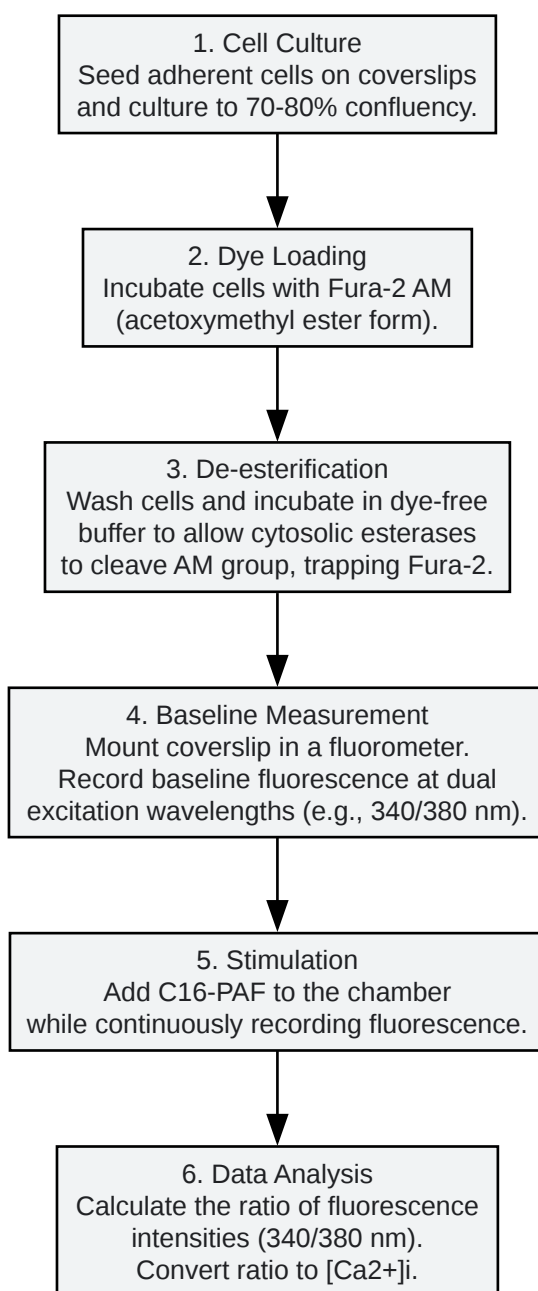 1. Cell Culture
Seed adherent cells on coverslips
and culture to 70-80% confluency.
2. Dye Loading
Incubate cells with Fura-2 AM
(acetoxymethyl ester form).
3. De-esterification
Wash cells and incubate in dye-free
buffer to allow cytosolic esterases
to cleave AM group, trapping Fura-2.
4. Baseline Measurement
Mount coverslip in a fluorometer.
Record baseline fluorescence at dual
excitation wavelengths (e.g., 340/380 nm).
5. Stimulation
Add C16-PAF to the chamber
while continuously recording fluorescence.
6. Data Analysis
Calculate the ratio of fluorescence
intensities (340/380 nm).
Convert ratio to [Ca2+]i.